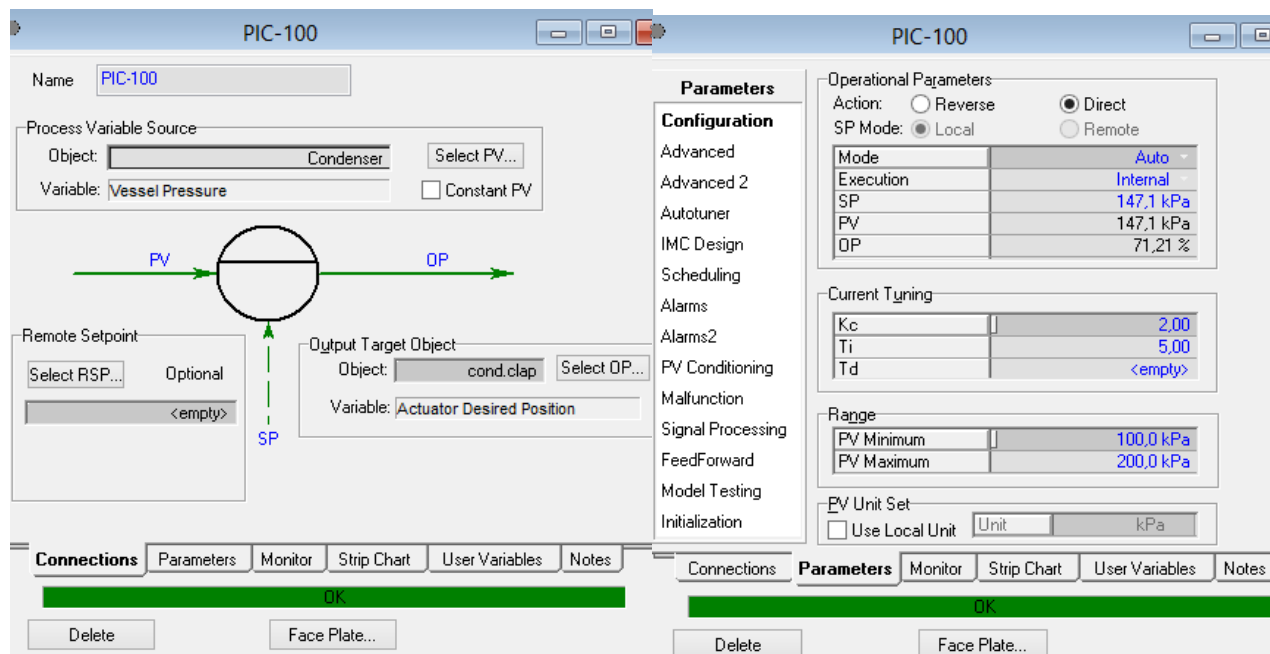 PIC-100
Name PIC-100
Process Variable Source
Object: Condenser Select PV...
Variable: Vessel Pressure Constant PV
PV OP
Remote Setpoint
Select RSP... Optional
<empty>
SP
Output Target Object
Object: cond.clap Select OP...
Variable: Actuator Desired Position
Connections Parameters Monitor Strip Chart User Variables Notes
OK
Delete Face Plate...
PIC-100
Parameters
Configuration
Advanced
Advanced 2
Autotuner
IMC Design
Scheduling
Alarms
Alarms2
PV Conditioning
Malfunction
Signal Processing
FeedForward
Model Testing
Initialization
Operational Parameters
Action: Reverse Direct
SP Mode: Local Remote
Mode Auto
Execution Internal
SP 147,1 kPa
PV 147,1 kPa
OP 71,21 %
Current Tuning
Kc 2,00
Ti 5,00
Td <empty>
Range
PV Minimum 100,0 kPa
PV Maximum 200,0 kPa
PV Unit Set
Use Local Unit Unit kPa
Connections Parameters Monitor Strip Chart User Variables Notes
OK
Delete Face Plate...